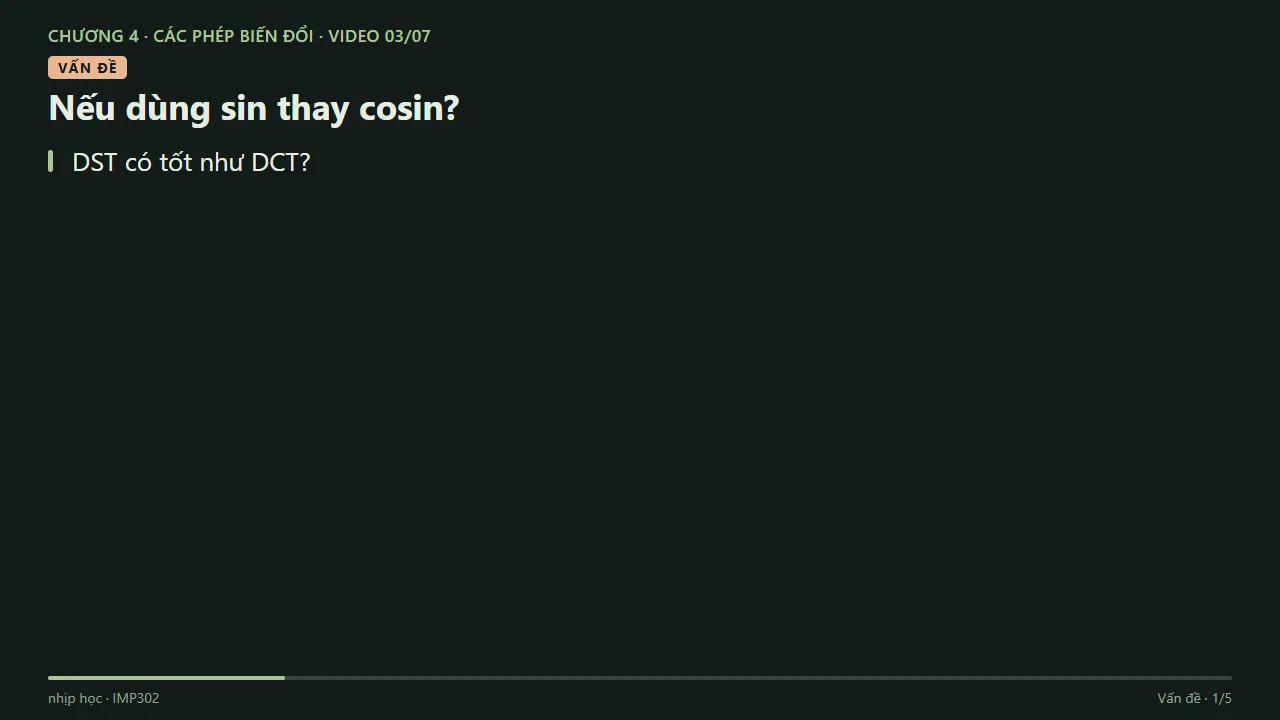 CHƯƠNG 4 · CÁC PHÉP BIẾN ĐỔI · VIDEO 03/07
VẤN ĐỀ
Nếu dùng sin thay cosin?
DST có tốt như DCT?
nhịp học · IMP302
Vấn đề · 1/5